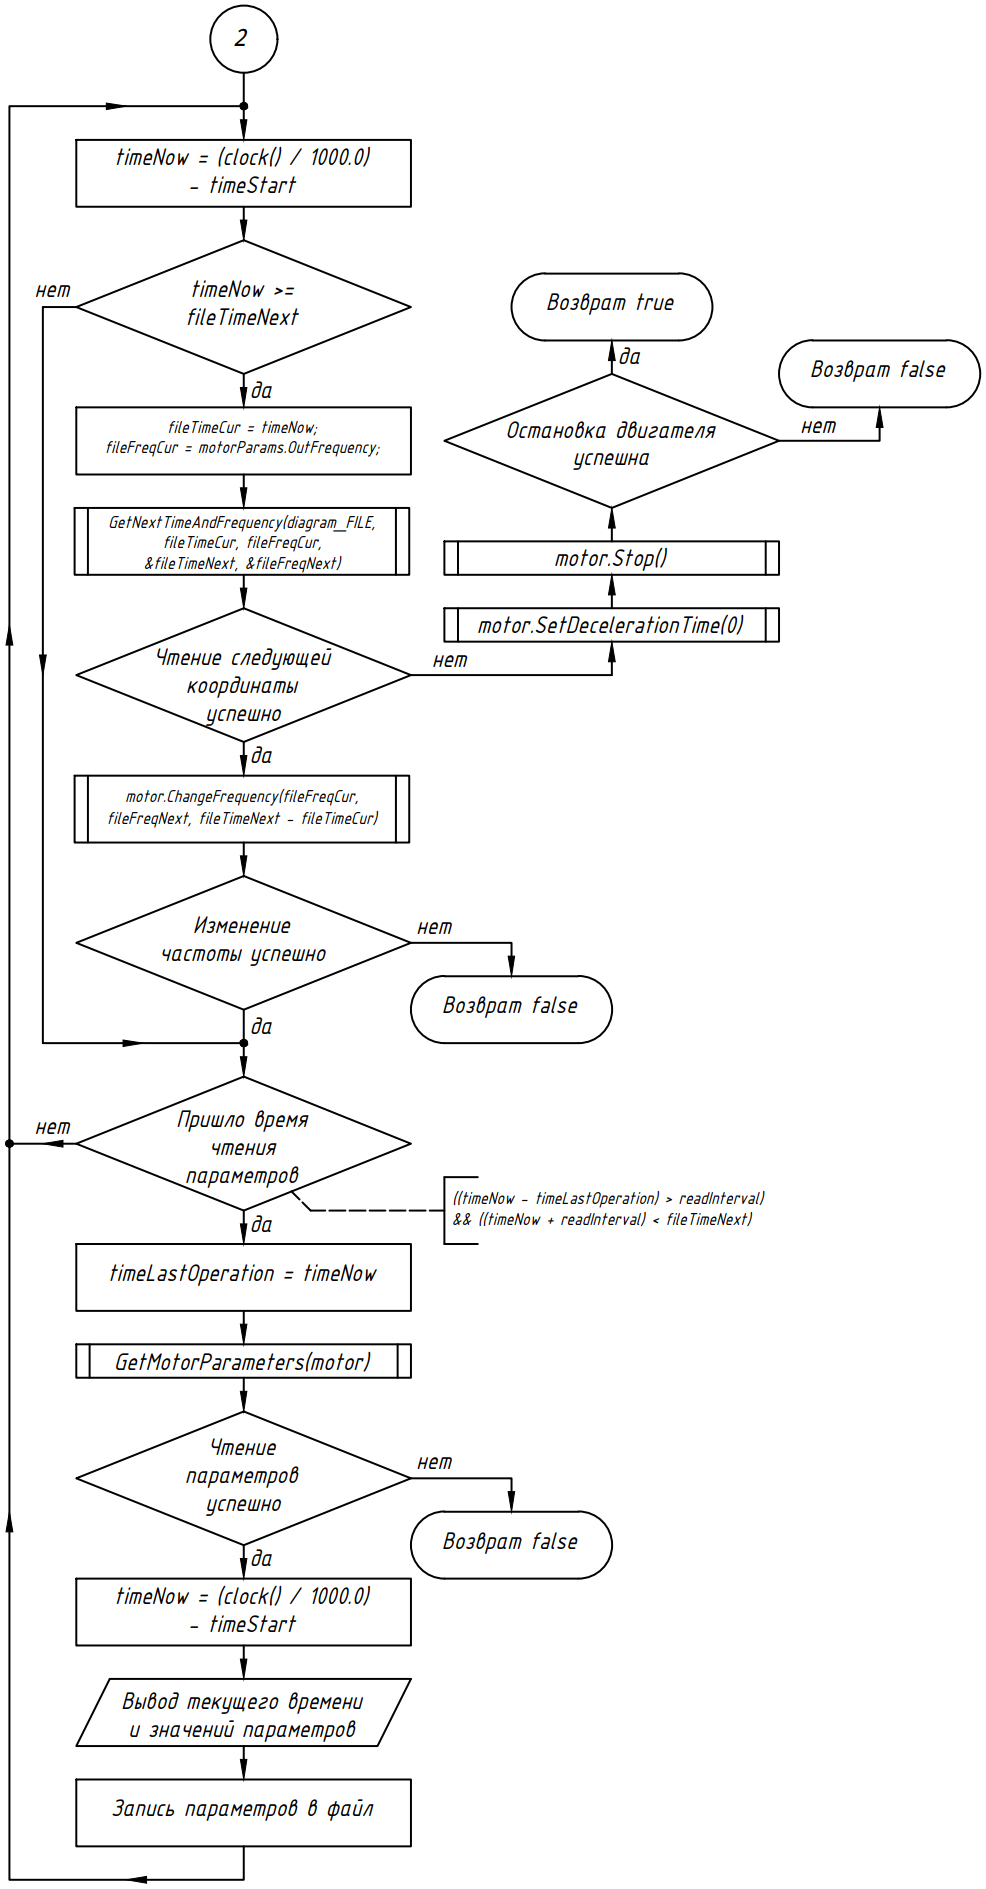 2
timeNow = (clock() / 1000.0)
- timeStart
нет
timeNow >=
fileTimeNext
да
fileTimeCur = timeNow;
fileFreqCur = motorParams.OutFrequency;
GetNextTimeAndFrequency(diagram_FILE,
fileTimeCur, fileFreqCur,
&fileTimeNext, &fileFreqNext)
Чтение следующей
координаты
успешно
нет
motor.SetDecelerationTime(0)
motor.Stop()
Остановка двигателя
успешна
да
Возврат true
нет
Возврат false
да
motor.ChangeFrequency(fileFreqCur,
fileFreqNext, fileTimeNext - fileTimeCur)
Изменение
частоты успешно
нет
Возврат false
да
Пришло время
чтения
параметров
нет
((timeNow - timeLastOperation) > readInterval)
&& ((timeNow + readInterval) < fileTimeNext)
да
timeLastOperation = timeNow
GetMotorParameters(motor)
Чтение
параметров
успешно
нет
Возврат false
да
timeNow = (clock() / 1000.0)
- timeStart
Вывод текущего времени
и значений параметров
Запись параметров в файл